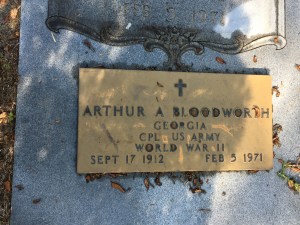 ARTHUR A BLOODWORTH
GEORGIA
CPL US ARMY
WORLD WAR II
SEPT 17 1912 FEB 5 1971